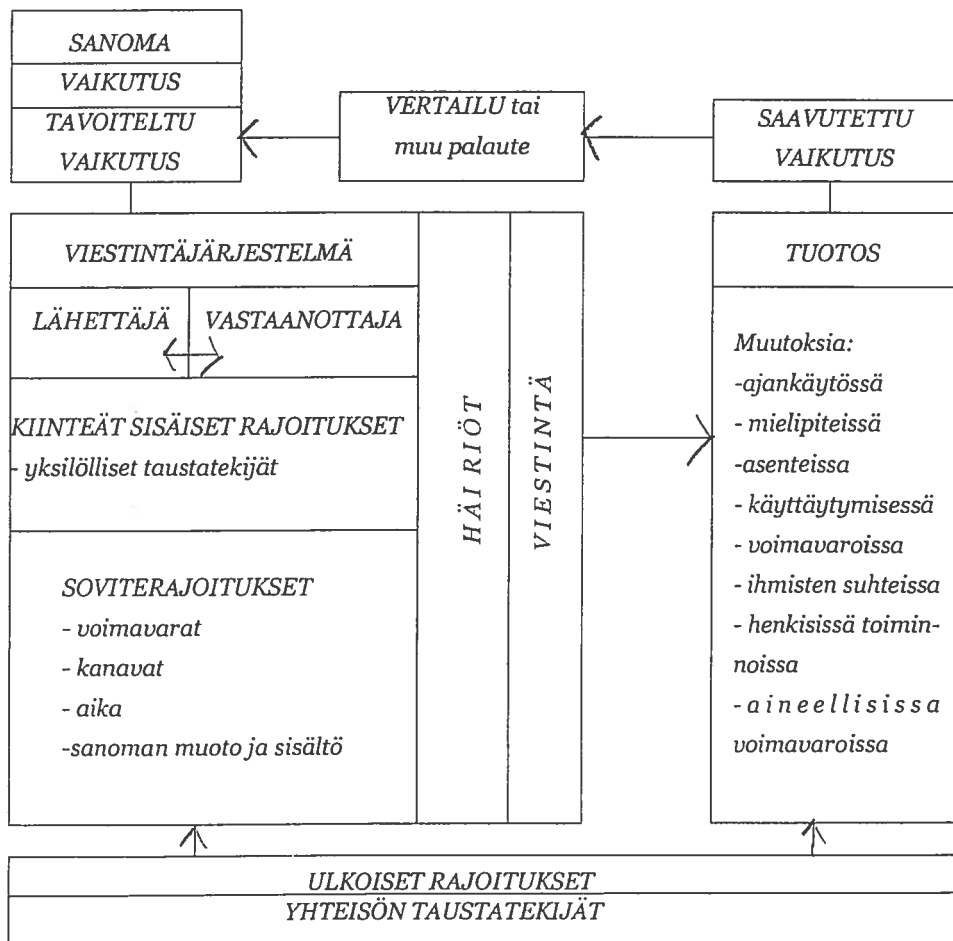 SANOMA
VAIKUTUS
TAVOITELTU
VAIKUTUS
VERTAILU tai
muu palaute
SAAVUTETTU
VAIKUTUS
VIESTINTÄJÄRJESTELMÄ
LÄHETTÄJÄ
VASTAANOTTAJA
KIINTEÄT SISÄISET RAJOITUKSET
- yksilölliset taustatekijät
SOVITERAJOITUKSET
- voimavarat
- kanavat
- aika
-sanoman muoto ja sisältö
HÄIRIÖT
VIESTINTÄ
TUOTOS
Muutoksia:
-ajankäytössä
- mielipiteissä
-asenteissa
- käyttäytymisessä
- voimavaroissa
- ihmisten suhteissa
- henkisissä toimin-
noissa
- aineellisissa
voimavaroissa
ULKOISET RAJOITUKSET
YHTEISÖN TAUSTATEKIJÄT